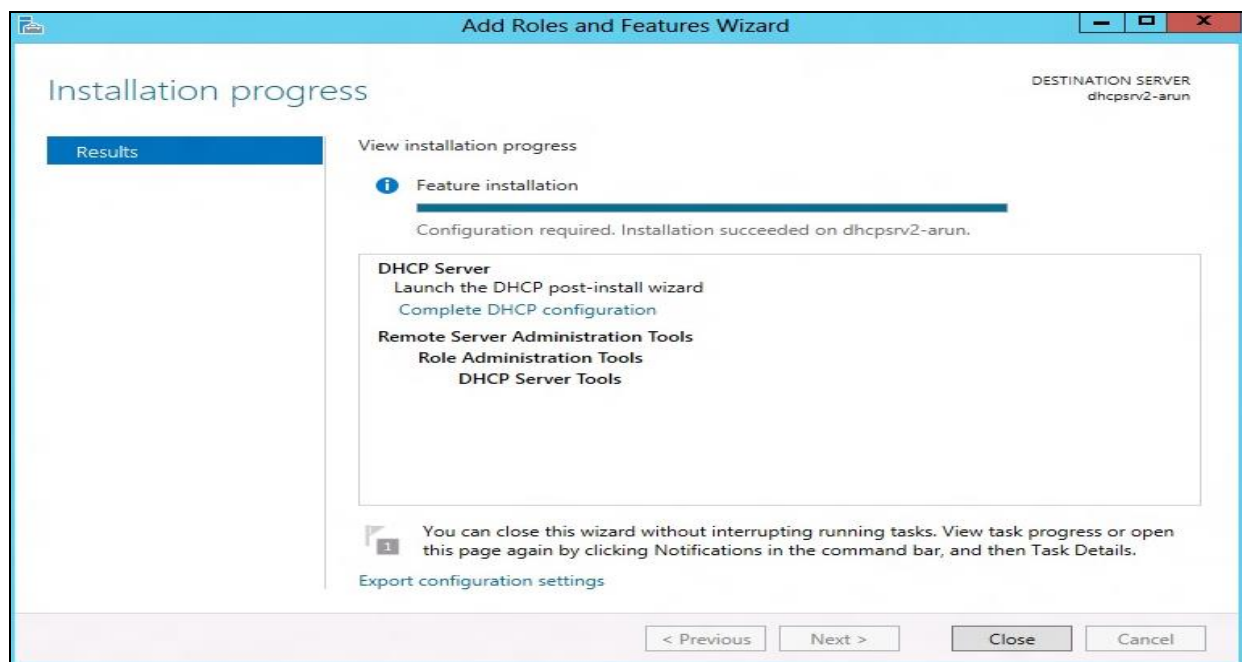 Add Roles and Features Wizard
Installation progress
DESTINATION SERVER
dhcpsrv2-arun
Results
View installation progress
Feature installation
Configuration required. Installation succeeded on dhcpsrv2-arun.
DHCP Server
Launch the DHCP post-install wizard
Complete DHCP configuration
Remote Server Administration Tools
Role Administration Tools
DHCP Server Tools
1
You can close this wizard without interrupting running tasks. View task progress or open
this page again by clicking Notifications in the command bar, and then Task Details.
Export configuration settings
< Previous
Next >
Close
Cancel